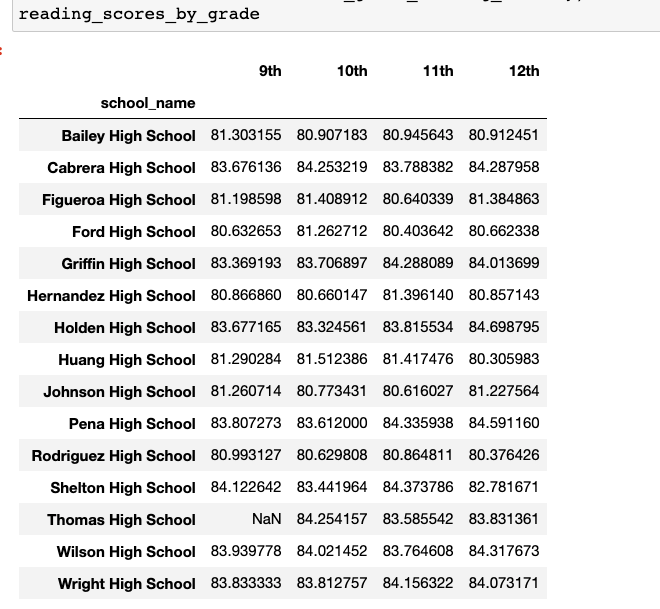 reading_scores_by_grade
9th 10th 11th 12th
school_name
Bailey High School 81.303155 80.907183 80.945643 80.912451
Cabrera High School 83.676136 84.253219 83.788382 84.287958
Figueroa High School 81.198598 81.408912 80.640339 81.384863
Ford High School 80.632653 81.262712 80.403642 80.662338
Griffin High School 83.369193 83.706897 84.288089 84.013699
Hernandez High School 80.866860 80.660147 81.396140 80.857143
Holden High School 83.677165 83.324561 83.815534 84.698795
Huang High School 81.290284 81.512386 81.417476 80.305983
Johnson High School 81.260714 80.773431 80.616027 81.227564
Pena High School 83.807273 83.612000 84.335938 84.591160
Rodriguez High School 80.993127 80.629808 80.864811 80.376426
Shelton High School 84.122642 83.441964 84.373786 82.781671
Thomas High School NaN 84.254157 83.585542 83.831361
Wilson High School 83.939778 84.021452 83.764608 84.317673
Wright High School 83.833333 83.812757 84.156322 84.073171